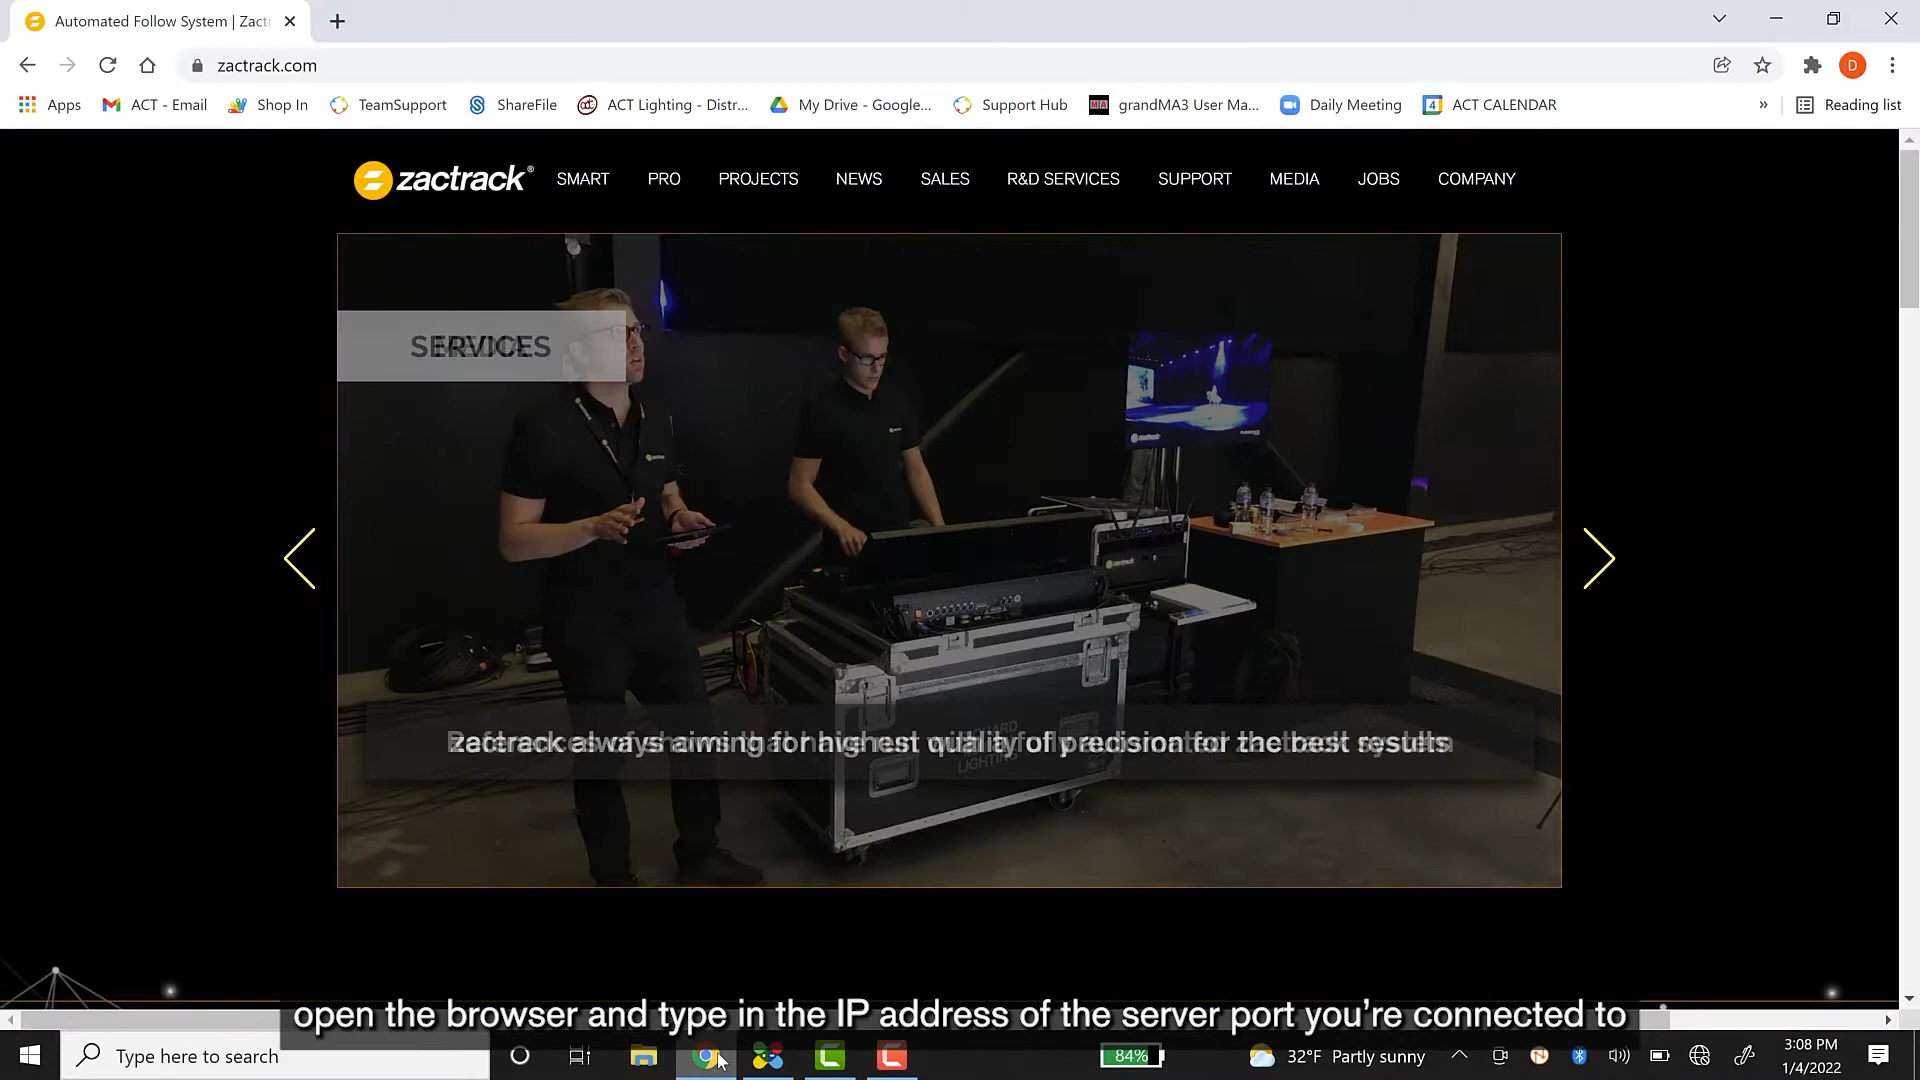 Automated Follow System | Zact
zactrack.com
Apps ACT - Email Shop In TeamSupport ShareFile ACT Lighting - Distr... My Drive - Google... Support Hub grandMA3 User Ma... Daily Meeting ACT CALENDAR » Reading list
zactrack® SMART PRO PROJECTS NEWS SALES R&D SERVICES SUPPORT MEDIA JOBS COMPANY
SERVICES
zactrack always aiming for highest quality of precision for the best results
open the browser and type in the IP address of the server port you're connected to
Type here to search 84% 32°F Partly sunny 3:08 PM
1/4/2022